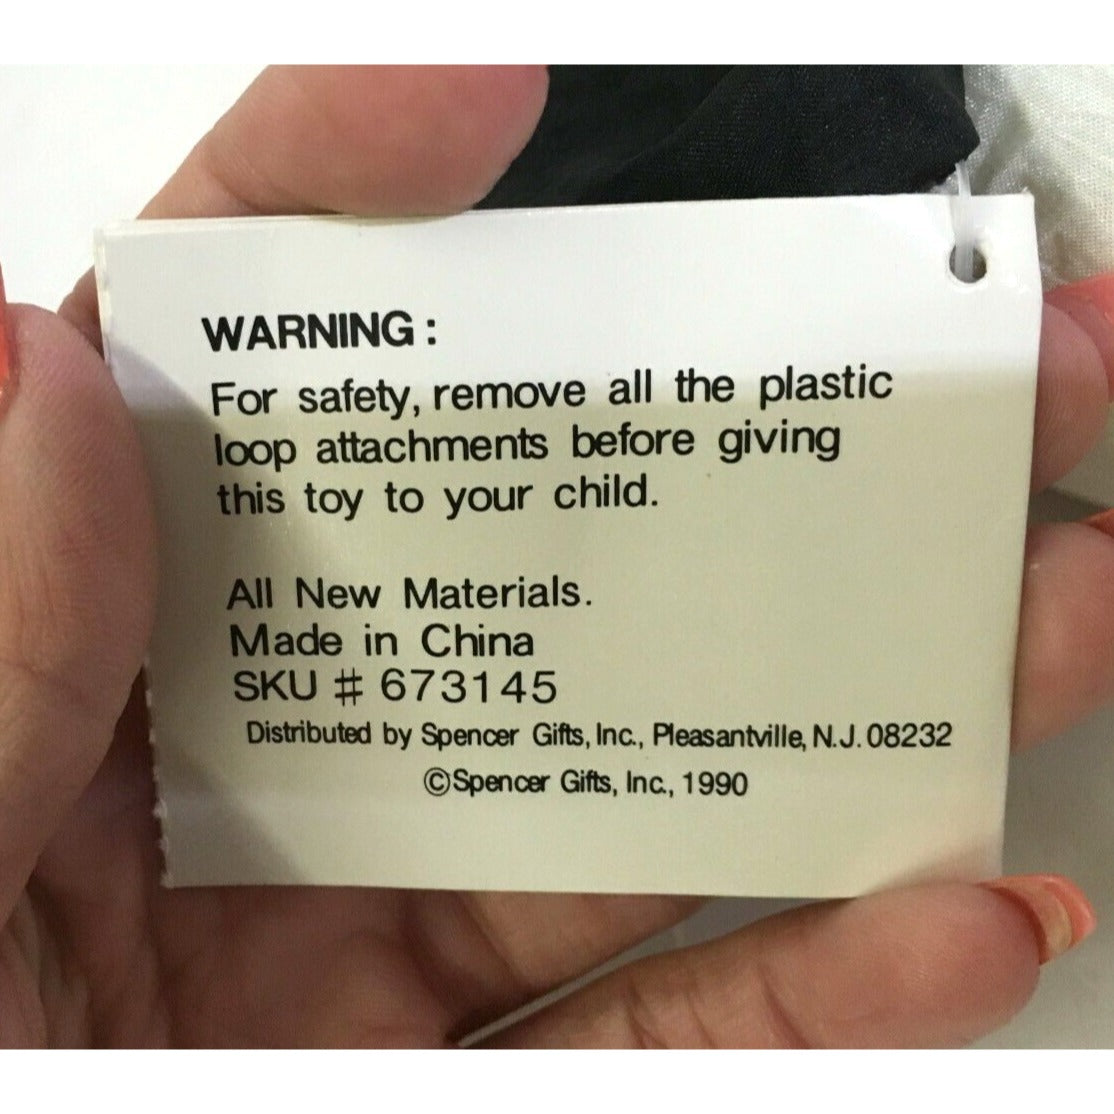 WARNING :
For safety, remove all the plastic
loop attachments before giving
this toy to your child.
All New Materials.
Made in China
SKU # 673145
Distributed by Spencer Gifts, Inc., Pleasantville, N.J. 08232
©Spencer Gifts, Inc., 1990